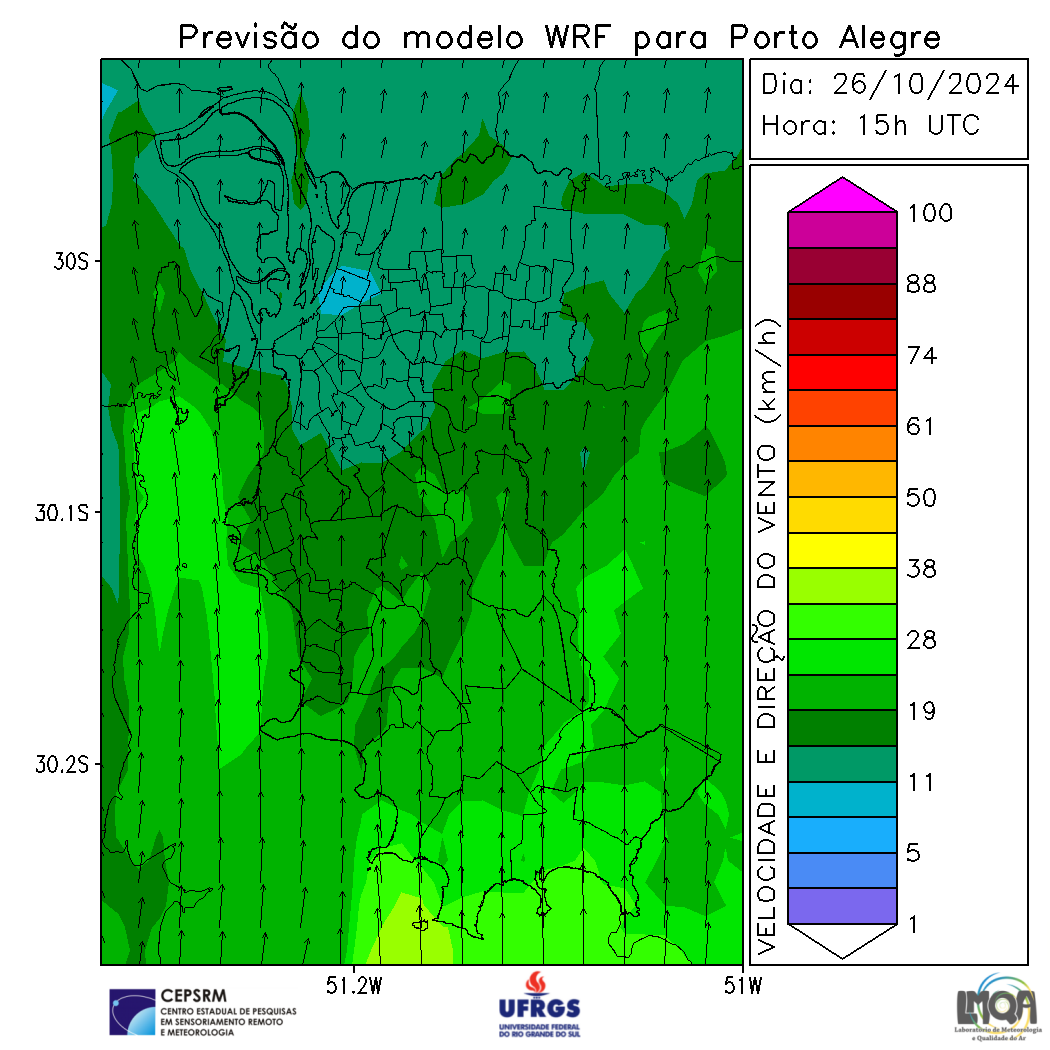 Previsão do modelo WRF para Porto Alegre
Dia: 26/10/2024
Hora: 15h UTC
30S
30.1S
30.2S
51.2W
51W
VELOCIDADE E DIREÇÃO DO VENTO (km/h)
100
88
74
61
50
38
28
19
11
5
1
CEPSRM
CENTRO ESTADUAL DE PESQUISAS
EM SENSORIAMENTO REMOTO
E METEOROLOGIA
UFRGS
UNIVERSIDADE FEDERAL
DO RIO GRANDE DO SUL
LMQA
Laboratório de Meteorologia
e Qualidade do Ar